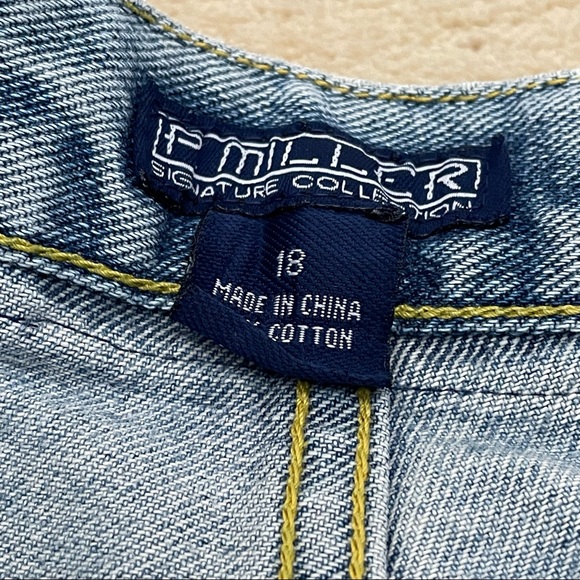 P MILLER
SIGNATURE COLLECTION
18
MADE IN CHINA
COTTON